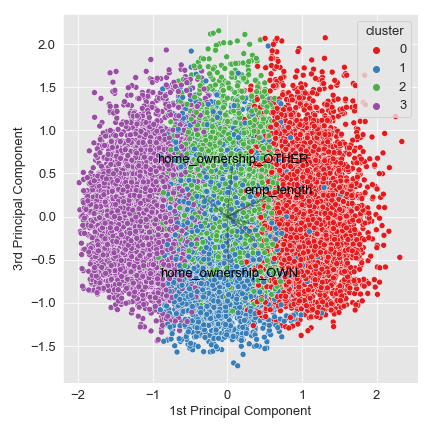 cluster
0
1
2
3
2.0
1.5
1.0
0.5
0.0
−0.5
−1.0
−1.5
3rd Principal Component
home_ownership_OTHER
emp_length
home_ownership_OWN
−2 −1 0 1 2
1st Principal Component